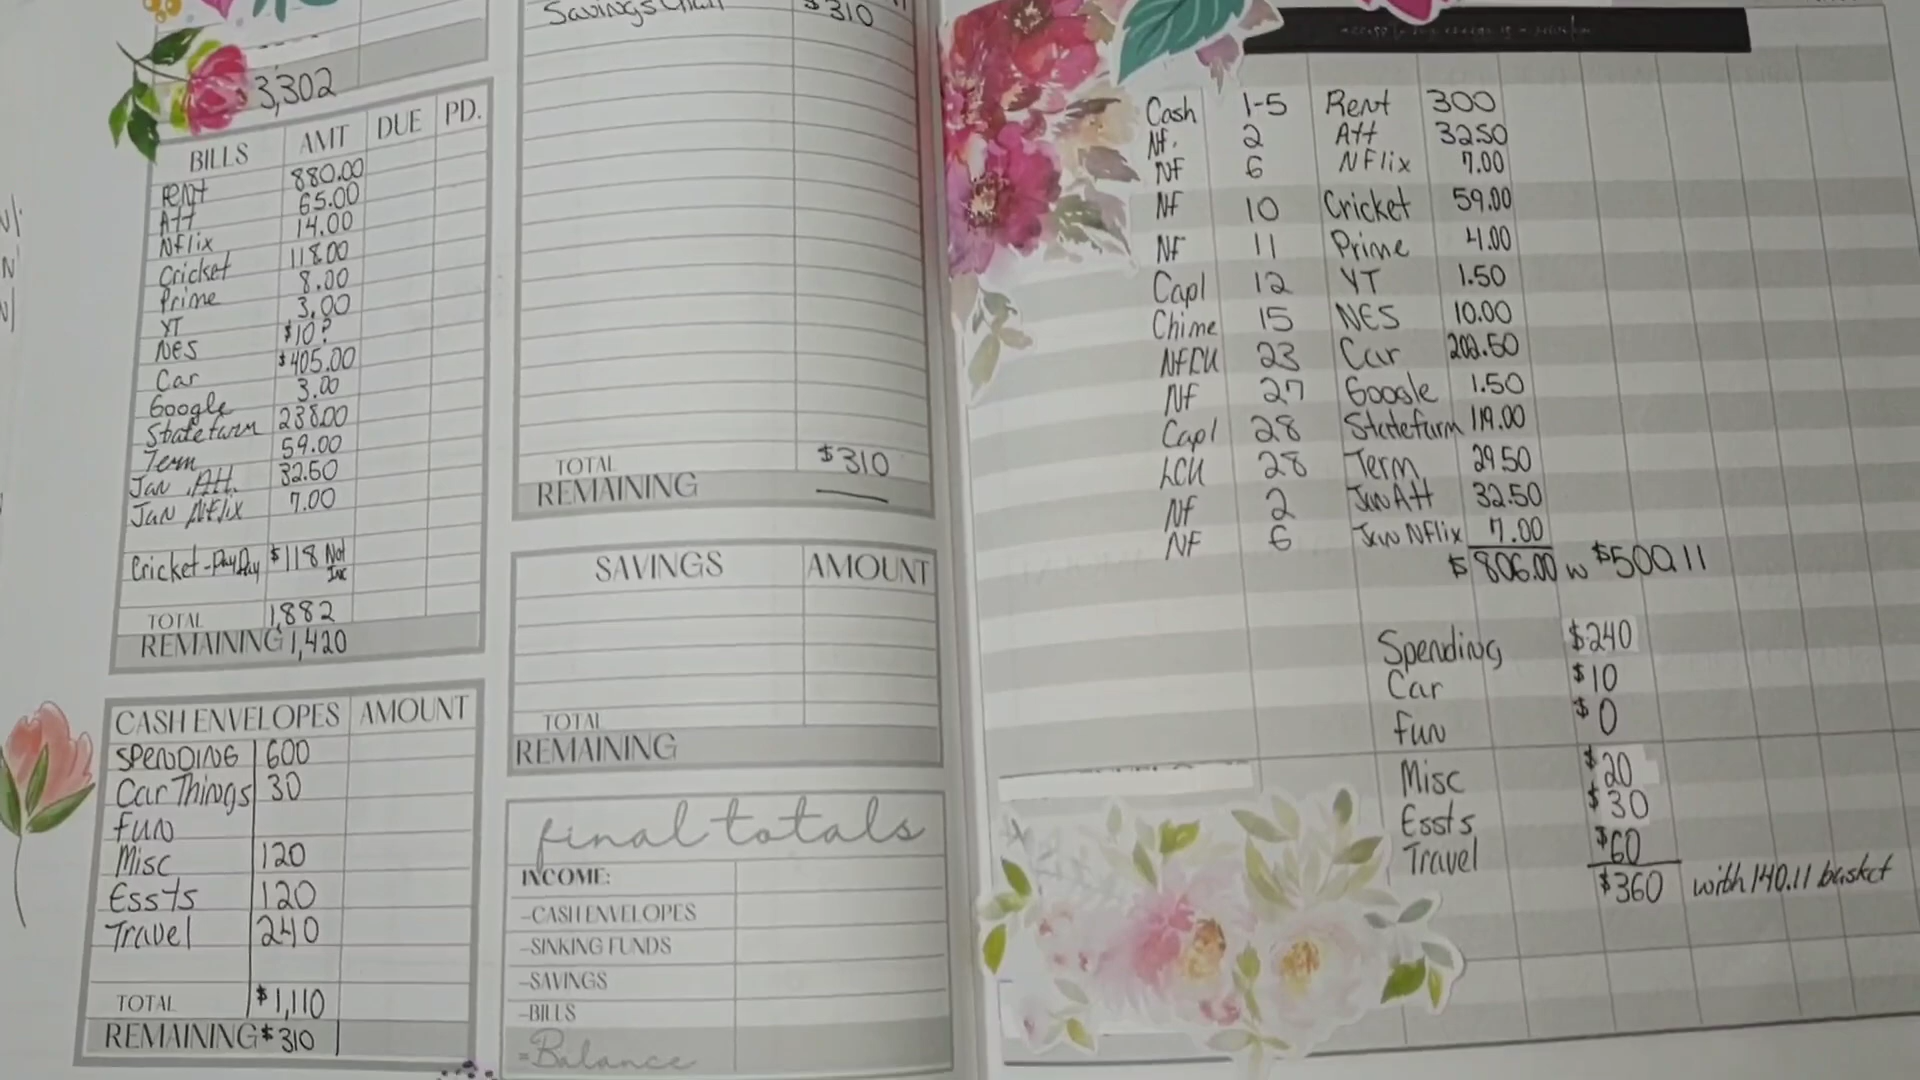 3,302
BILLS AMT DUE PD.
Rent 880.00
Att 65.00
Nflix 14.00
Cricket 118.00
Prime 8.00
YT 3.00
NES $10?
Car $405.00
Google 3.00
Statefarm 238.00
Term 59.00
Jan Att. 32.50
Jan Nflix 7.00
Cricket-PayDay $118 Not Inc
TOTAL 1,882
REMAINING 1,420
CASH ENVELOPES AMOUNT
SPENDING 600
Car Things 30
fun
Misc 120
Essts 120
Travel 240
TOTAL $1,110
REMAINING $310
Savings $310
TOTAL $310
REMAINING —
SAVINGS AMOUNT
TOTAL
REMAINING
final totals
INCOME:
-CASH ENVELOPES
-SINKING FUNDS
-SAVINGS
-BILLS
=Balance
Cash 1-5 Rent 300
Nf. 2 Att 32.50
NF 6 NFlix 7.00
NF 10 Cricket 59.00
NF 11 Prime 4.00
Capl 12 YT 1.50
Chime 15 NES 10.00
NFCU 23 Car 202.50
NF 27 Google 1.50
Capl 28 Statefarm 119.00
LCU 28 Term 29.50
NF 2 Jan Att 32.50
NF 6 Jan NFlix 7.00
$806.00 w $500.11
Spending $240
Car $10
fun $0
Misc $20
Essts $30
Travel $60
$360 with 140.11 basket